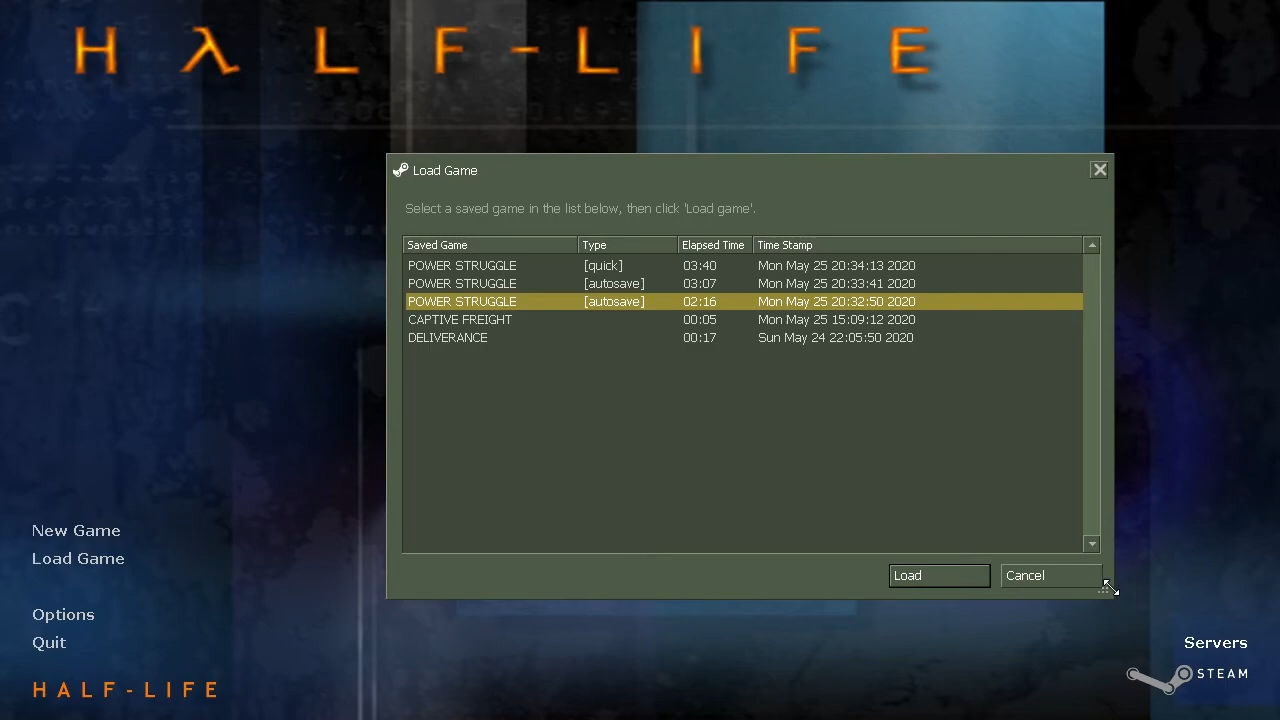 HλLF-LIFE
Load Game
Select a saved game in the list below, then click 'Load game'.
Saved Game Type Elapsed Time Time Stamp
POWER STRUGGLE [quick] 03:40 Mon May 25 20:34:13 2020
POWER STRUGGLE [autosave] 03:07 Mon May 25 20:33:41 2020
POWER STRUGGLE [autosave] 02:16 Mon May 25 20:32:50 2020
CAPTIVE FREIGHT 00:05 Mon May 25 15:09:12 2020
DELIVERANCE 00:17 Sun May 24 22:05:50 2020
Load Cancel
New Game
Load Game
Options
Quit
Servers
HALF-LIFE
STEAM